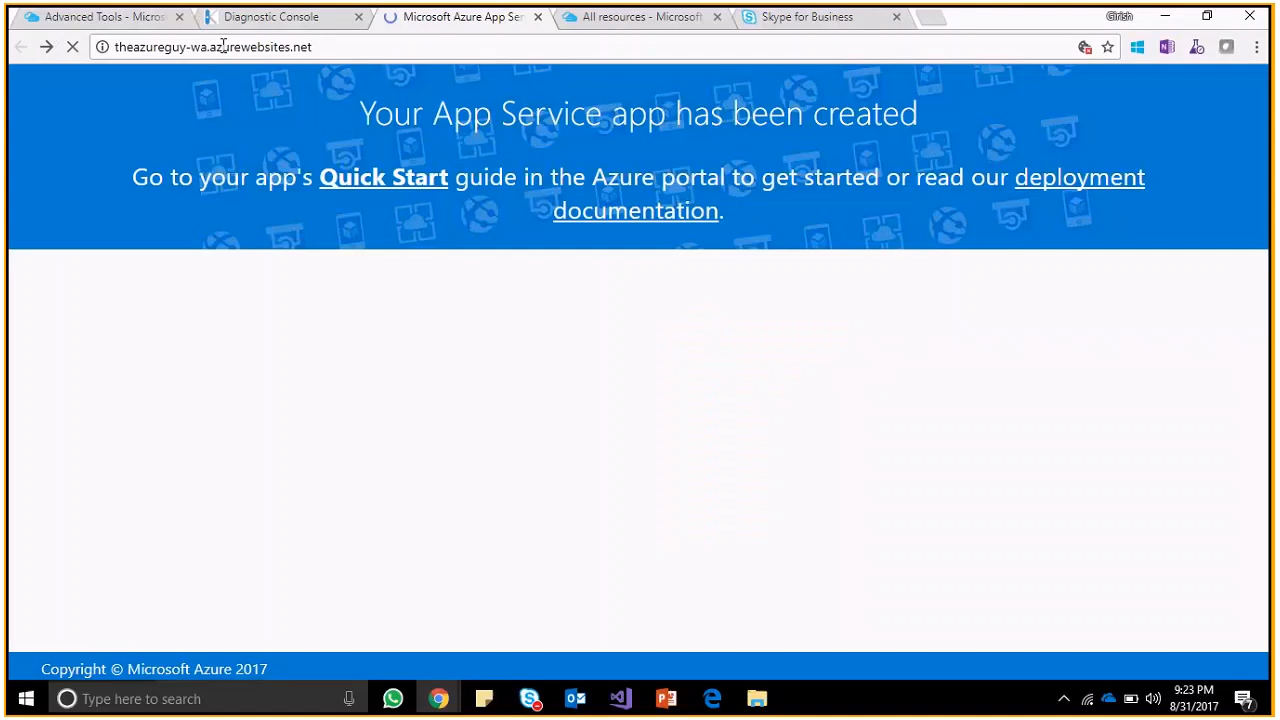 Advanced Tools - Micros
Diagnostic Console
Microsoft Azure App Ser
All resources - Microsoft
Skype for Business
Girish
theazureguy-wa.azurewebsites.net
Your App Service app has been created
Go to your app's Quick Start guide in the Azure portal to get started or read our deployment
documentation.
Copyright © Microsoft Azure 2017
Type here to search
9:23 PM
8/31/2017
7